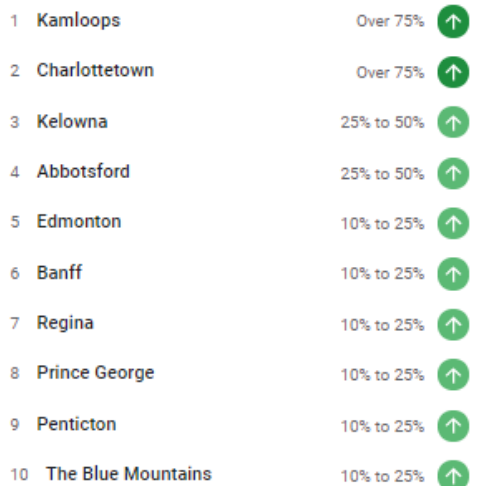 1 Kamloops Over 75%
2 Charlottetown Over 75%
3 Kelowna 25% to 50%
4 Abbotsford 25% to 50%
5 Edmonton 10% to 25%
6 Banff 10% to 25%
7 Regina 10% to 25%
8 Prince George 10% to 25%
9 Penticton 10% to 25%
10 The Blue Mountains 10% to 25%